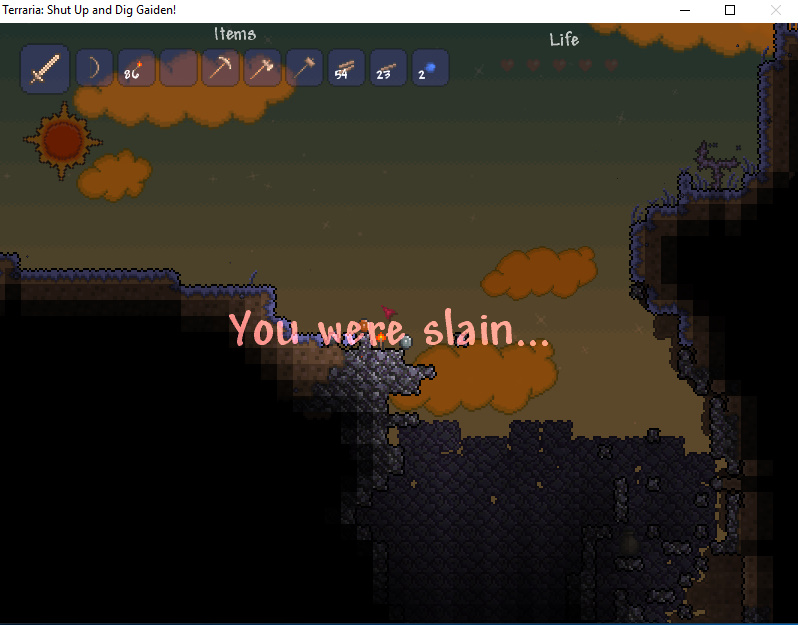 Terraria: Shut Up and Dig Gaiden!
Items
Life
86
54
23
2
You were slain...